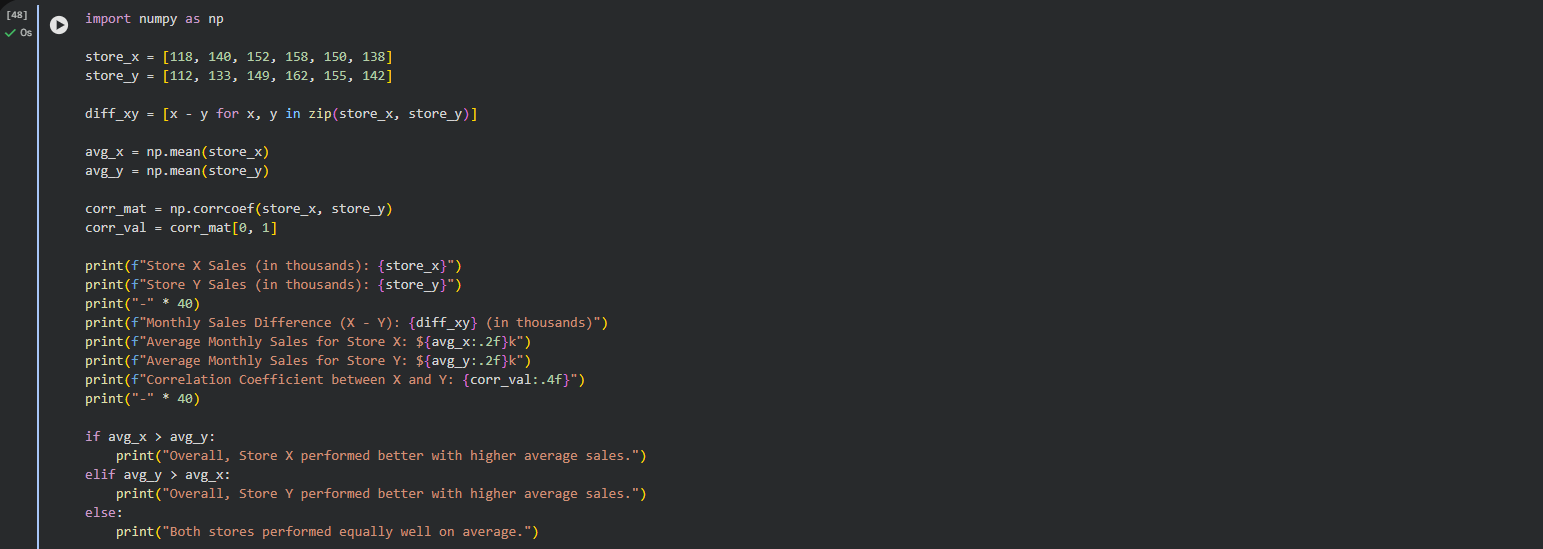 [48]
0s
import numpy as np
store_x = [118, 140, 152, 158, 150, 138]
store_y = [112, 133, 149, 162, 155, 142]
diff_xy = [x - y for x, y in zip(store_x, store_y)]
avg_x = np.mean(store_x)
avg_y = np.mean(store_y)
corr_mat = np.corrcoef(store_x, store_y)
corr_val = corr_mat[0, 1]
print(f"Store X Sales (in thousands): {store_x}")
print(f"Store Y Sales (in thousands): {store_y}")
print("-" * 40)
print(f"Monthly Sales Difference (X - Y): {diff_xy} (in thousands)")
print(f"Average Monthly Sales for Store X: ${avg_x:.2f}k")
print(f"Average Monthly Sales for Store Y: ${avg_y:.2f}k")
print(f"Correlation Coefficient between X and Y: {corr_val:.4f}")
print("-" * 40)
if avg_x > avg_y:
    print("Overall, Store X performed better with higher average sales.")
elif avg_y > avg_x:
    print("Overall, Store Y performed better with higher average sales.")
else:
    print("Both stores performed equally well on average.")